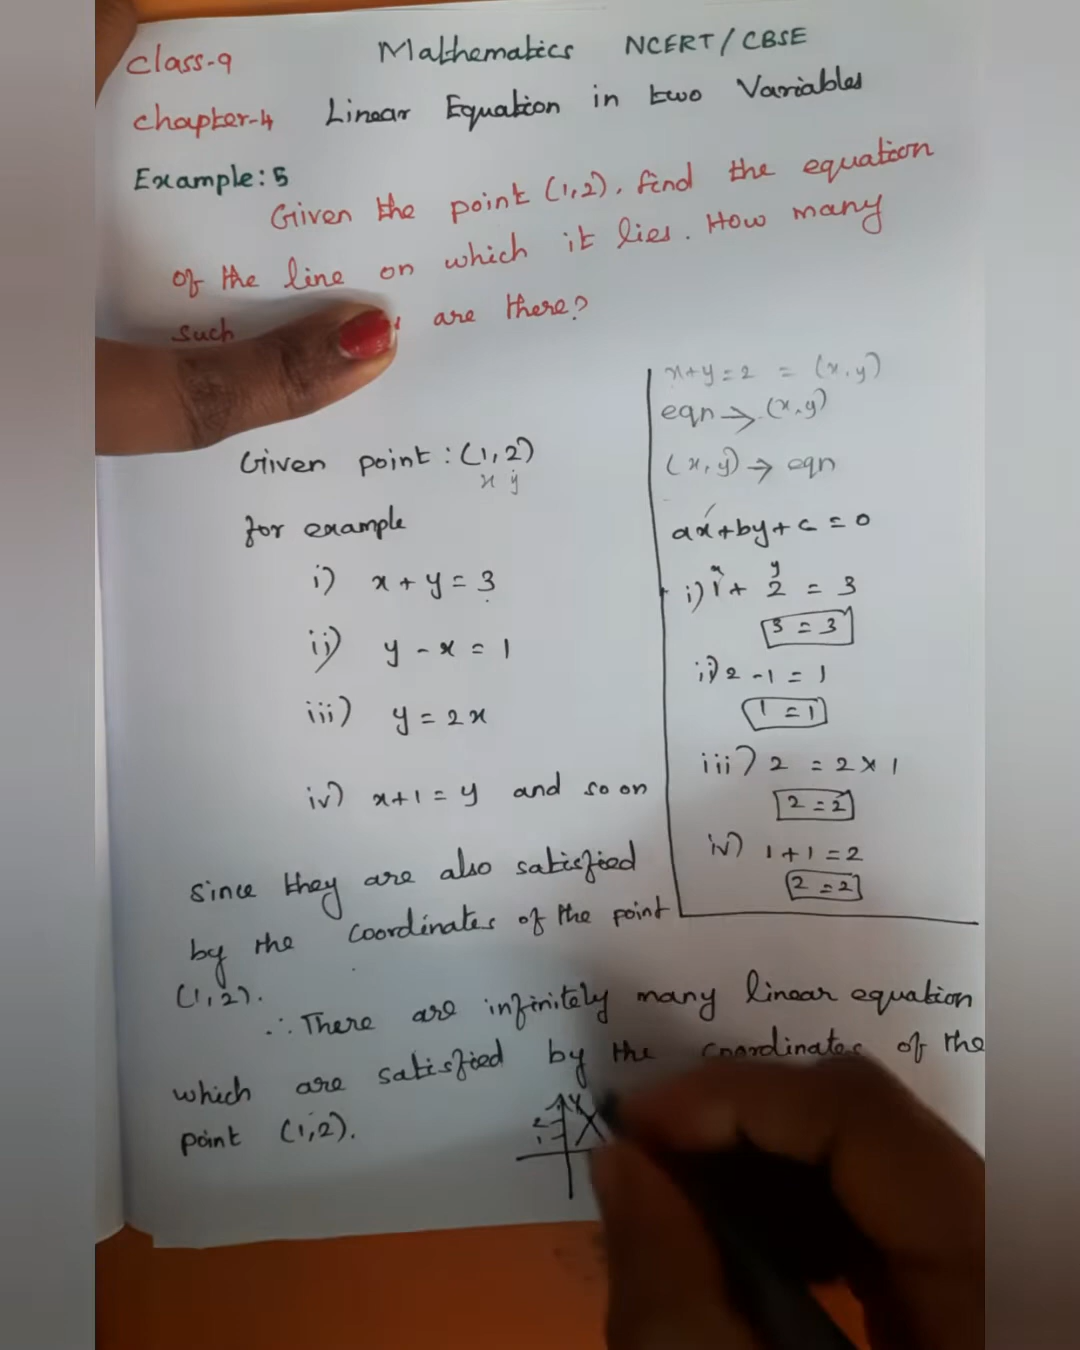 Class-9 Mathematics NCERT/CBSE
Chapter-4 Linear Equation in two Variables
Example: 5
Given the point (1,2), find the equation
of the line on which it lies. How many
such are there?
x+y=2 = (x,y)
eqn → (x,y)
(x,y) → eqn
ax+by+c=0
x y
i) 1 + 2 = 3
3 = 3
ii) 2 - 1 = 1
1 = 1
iii) 2 = 2 x 1
2 = 2
iv) 1 + 1 = 2
2 = 2
Given point : (1,2)
x y
for example
i) x + y = 3
ii) y - x = 1
iii) y = 2x
iv) x+1 = y and so on
since they are also satisfied
by the coordinates of the point
(1,2).
∴ There are infinitely many linear equation
which are satisfied by the coordinates of the
point (1,2).
2
1